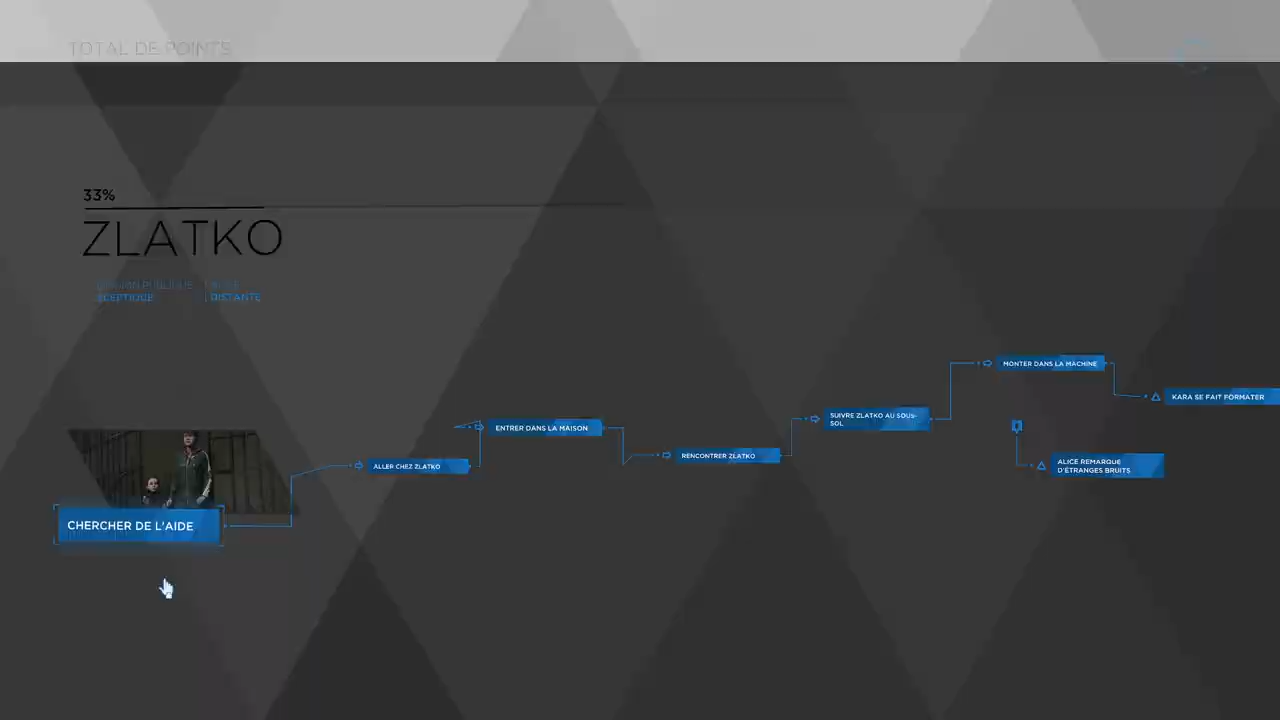 TOTAL DE POINTS
33%
ZLATKO
SCEPTIQUE
DISTANTE
MONTER DANS LA MACHINE
KARA SE FAIT FORMATER
SUIVRE ZLATKO AU SOUS-
SOL
ENTRER DANS LA MAISON
RENCONTRER ZLATKO
ALLER CHEZ ZLATKO
ALICE REMARQUE
D'ÉTRANGES BRUITS
CHERCHER DE L'AIDE